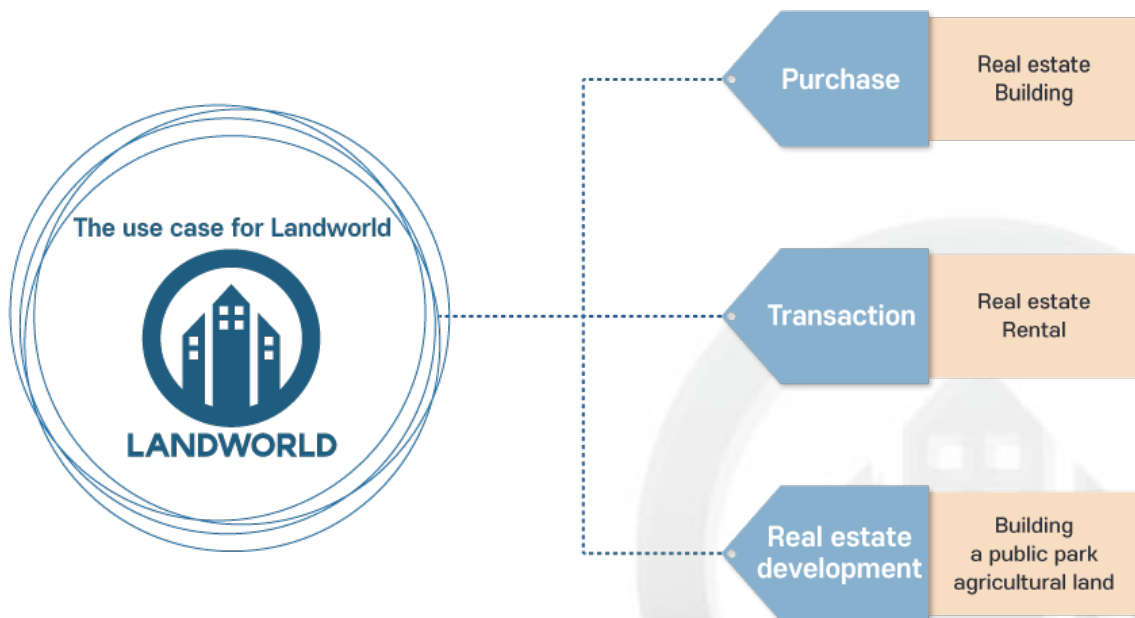 The use case for Landworld
LANDWORLD
Purchase
Real estate
Building
Transaction
Real estate
Rental
Real estate
development
Building
a public park
agricultural land